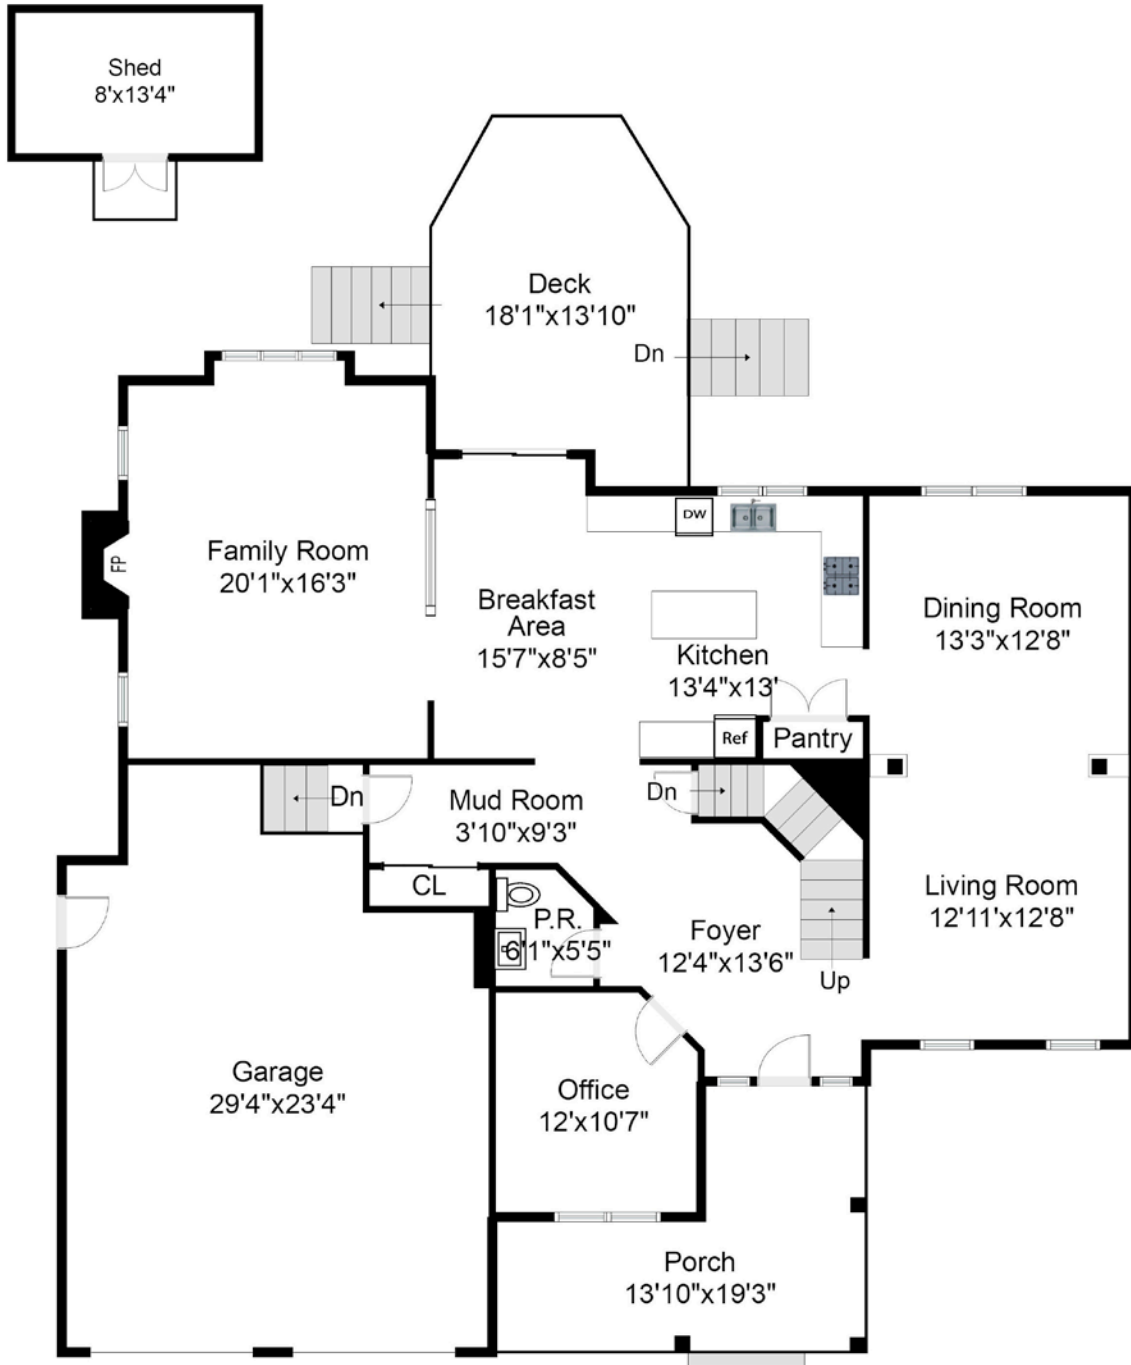 Shed
8'x13'4"
Deck
18'1"x13'10"
Dn
Family Room
20'1"x16'3"
FP
Breakfast
Area
15'7"x8'5"
DW
Kitchen
13'4"x13'
Ref
Pantry
Dining Room
13'3"x12'8"
Dn
Mud Room
3'10"x9'3"
Dn
CL
P.R.
6'1"x5'5"
Foyer
12'4"x13'6"
Up
Living Room
12'11'x12'8"
Garage
29'4"x23'4"
Office
12'x10'7"
Porch
13'10"x19'3"